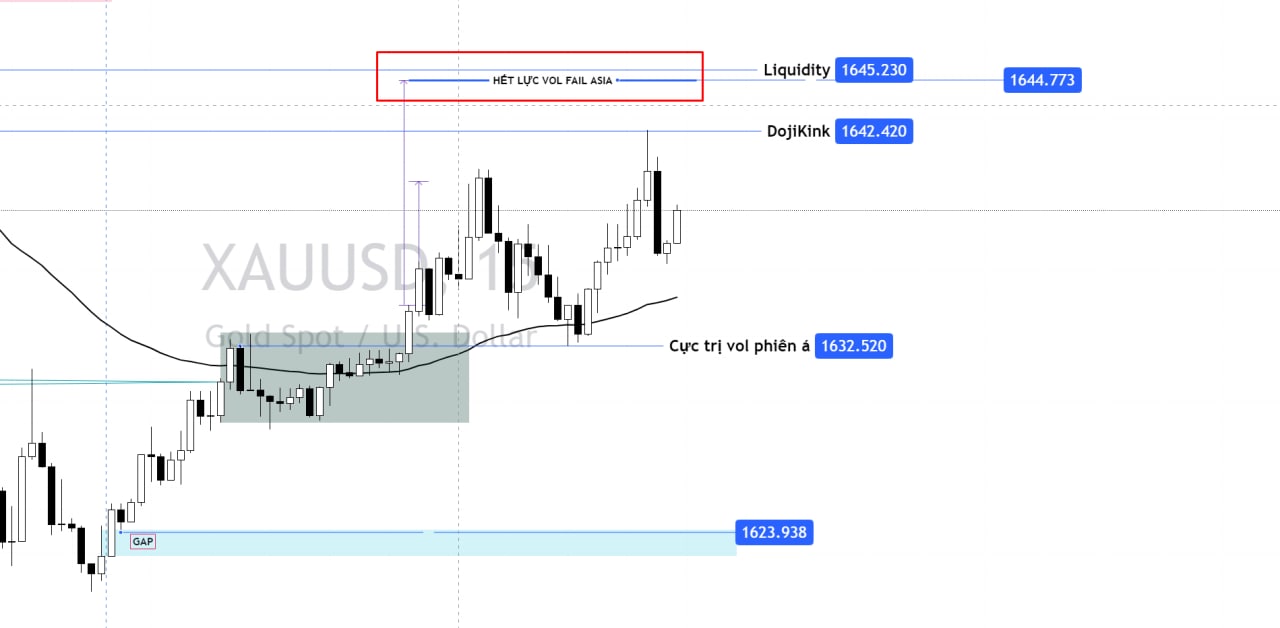 Liquidity 1645.230
HẾT LỰC VOL FAIL ASIA
1644.773
DojiKink 1642.420
XAUUSD, 15
Gold Spot / U.S. Dollar
Cực trị vol phiên á 1632.520
1623.938
GAP